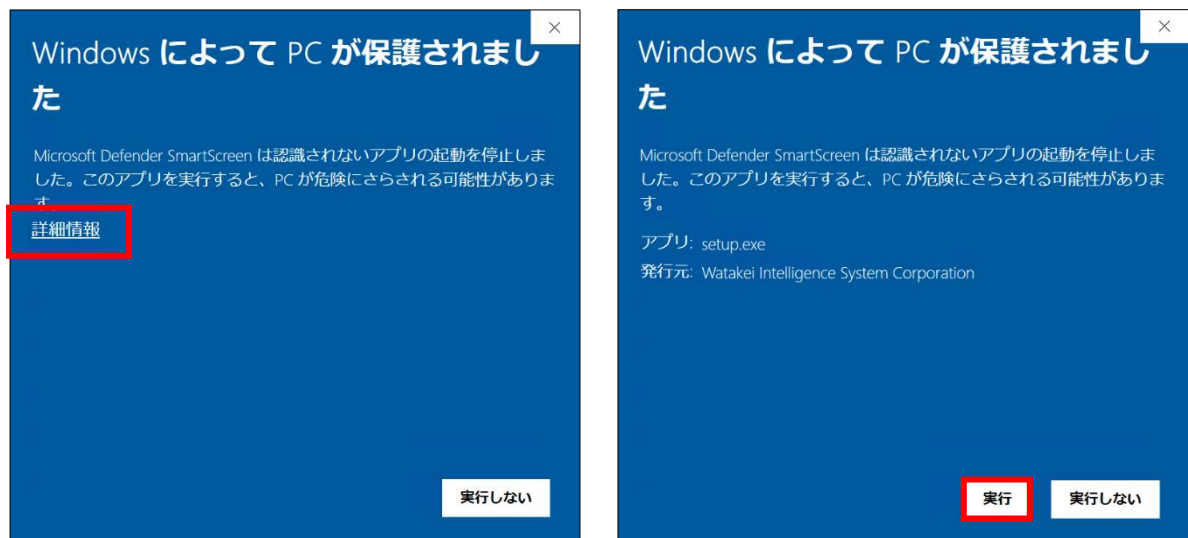 Windows によって PC が保護されまし
た
Microsoft Defender SmartScreen は認識されないアプリの起動を停止しま
した。このアプリを実行すると、PC が危険にさらされる可能性がありま
す。
詳細情報
実行しない
Windows によって PC が保護されまし
た
Microsoft Defender SmartScreen は認識されないアプリの起動を停止しま
した。このアプリを実行すると、PC が危険にさらされる可能性がありま
す。
アプリ: setup.exe
発行元: Watakei Intelligence System Corporation
実行 実行しない